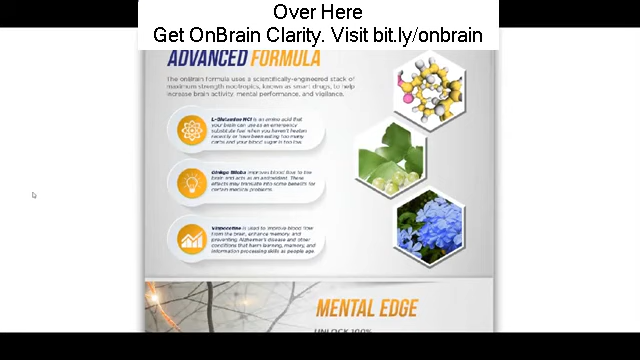 Over Here
Get OnBrain Clarity. Visit bit.ly/onbrain
ADVANCED FORMULA
The onBrain formula uses a scientifically-engineered stack of
maximum strength nootropics, known as smart drugs, to help
increase brain activity, mental performance, and vigilance.
L-Glutamine HCl is an amino acid that
your brain can use as an emergency
substitute fuel when you haven't eaten
recently or have been eating too many
carbs and your blood sugar is too low.
Ginkgo Biloba improves blood flow to the
brain and acts as an antioxidant. These
effects may translate into some benefits for
certain medical problems.
Vinpocetine is used to improve blood flow
from the brain, enhance memory, and
preventing Alzheimer's disease and other
conditions that harm learning, memory, and
information processing skills as people age.
MENTAL EDGE
UNLOCK 100%